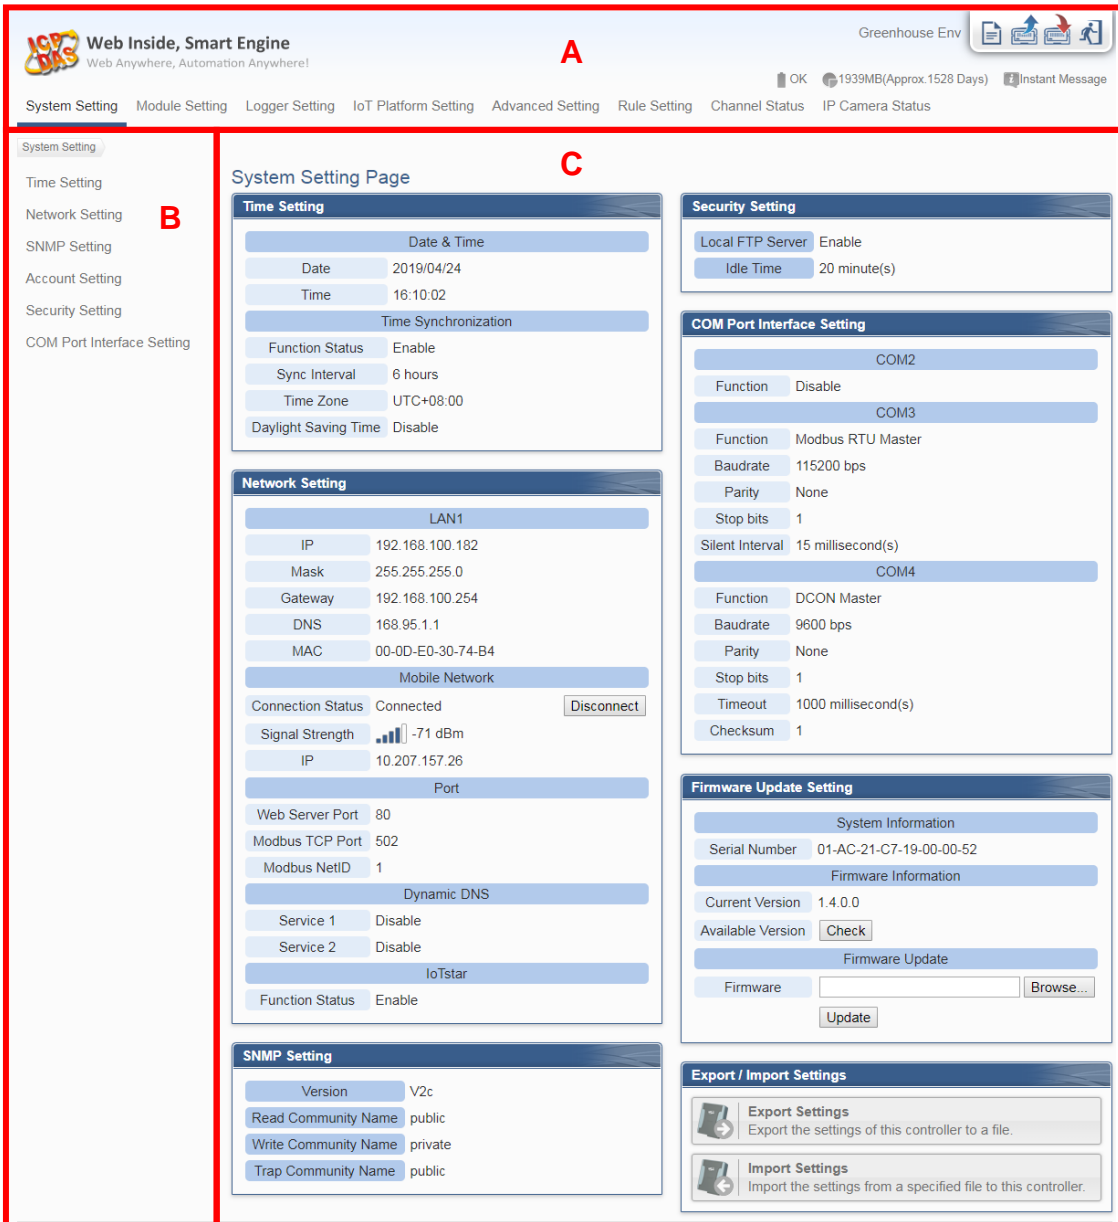 ICP DAS
Web Inside, Smart Engine
Web Anywhere, Automation Anywhere!
A
Greenhouse Env
OK 1939MB(Approx.1528 Days) Instant Message
System Setting Module Setting Logger Setting IoT Platform Setting Advanced Setting Rule Setting Channel Status IP Camera Status
System Setting
Time Setting
Network Setting
SNMP Setting
Account Setting
Security Setting
COM Port Interface Setting
B
C
System Setting Page
Time Setting
Date & Time
Date 2019/04/24
Time 16:10:02
Time Synchronization
Function Status Enable
Sync Interval 6 hours
Time Zone UTC+08:00
Daylight Saving Time Disable
Network Setting
LAN1
IP 192.168.100.182
Mask 255.255.255.0
Gateway 192.168.100.254
DNS 168.95.1.1
MAC 00-0D-E0-30-74-B4
Mobile Network
Connection Status Connected Disconnect
Signal Strength -71 dBm
IP 10.207.157.26
Port
Web Server Port 80
Modbus TCP Port 502
Modbus NetID 1
Dynamic DNS
Service 1 Disable
Service 2 Disable
IoTstar
Function Status Enable
SNMP Setting
Version V2c
Read Community Name public
Write Community Name private
Trap Community Name public
Security Setting
Local FTP Server Enable
Idle Time 20 minute(s)
COM Port Interface Setting
COM2
Function Disable
COM3
Function Modbus RTU Master
Baudrate 115200 bps
Parity None
Stop bits 1
Silent Interval 15 millisecond(s)
COM4
Function DCON Master
Baudrate 9600 bps
Parity None
Stop bits 1
Timeout 1000 millisecond(s)
Checksum 1
Firmware Update Setting
System Information
Serial Number 01-AC-21-C7-19-00-00-52
Firmware Information
Current Version 1.4.0.0
Available Version Check
Firmware Update
Firmware Browse...
Update
Export / Import Settings
Export Settings
Export the settings of this controller to a file.
Import Settings
Import the settings from a specified file to this controller.